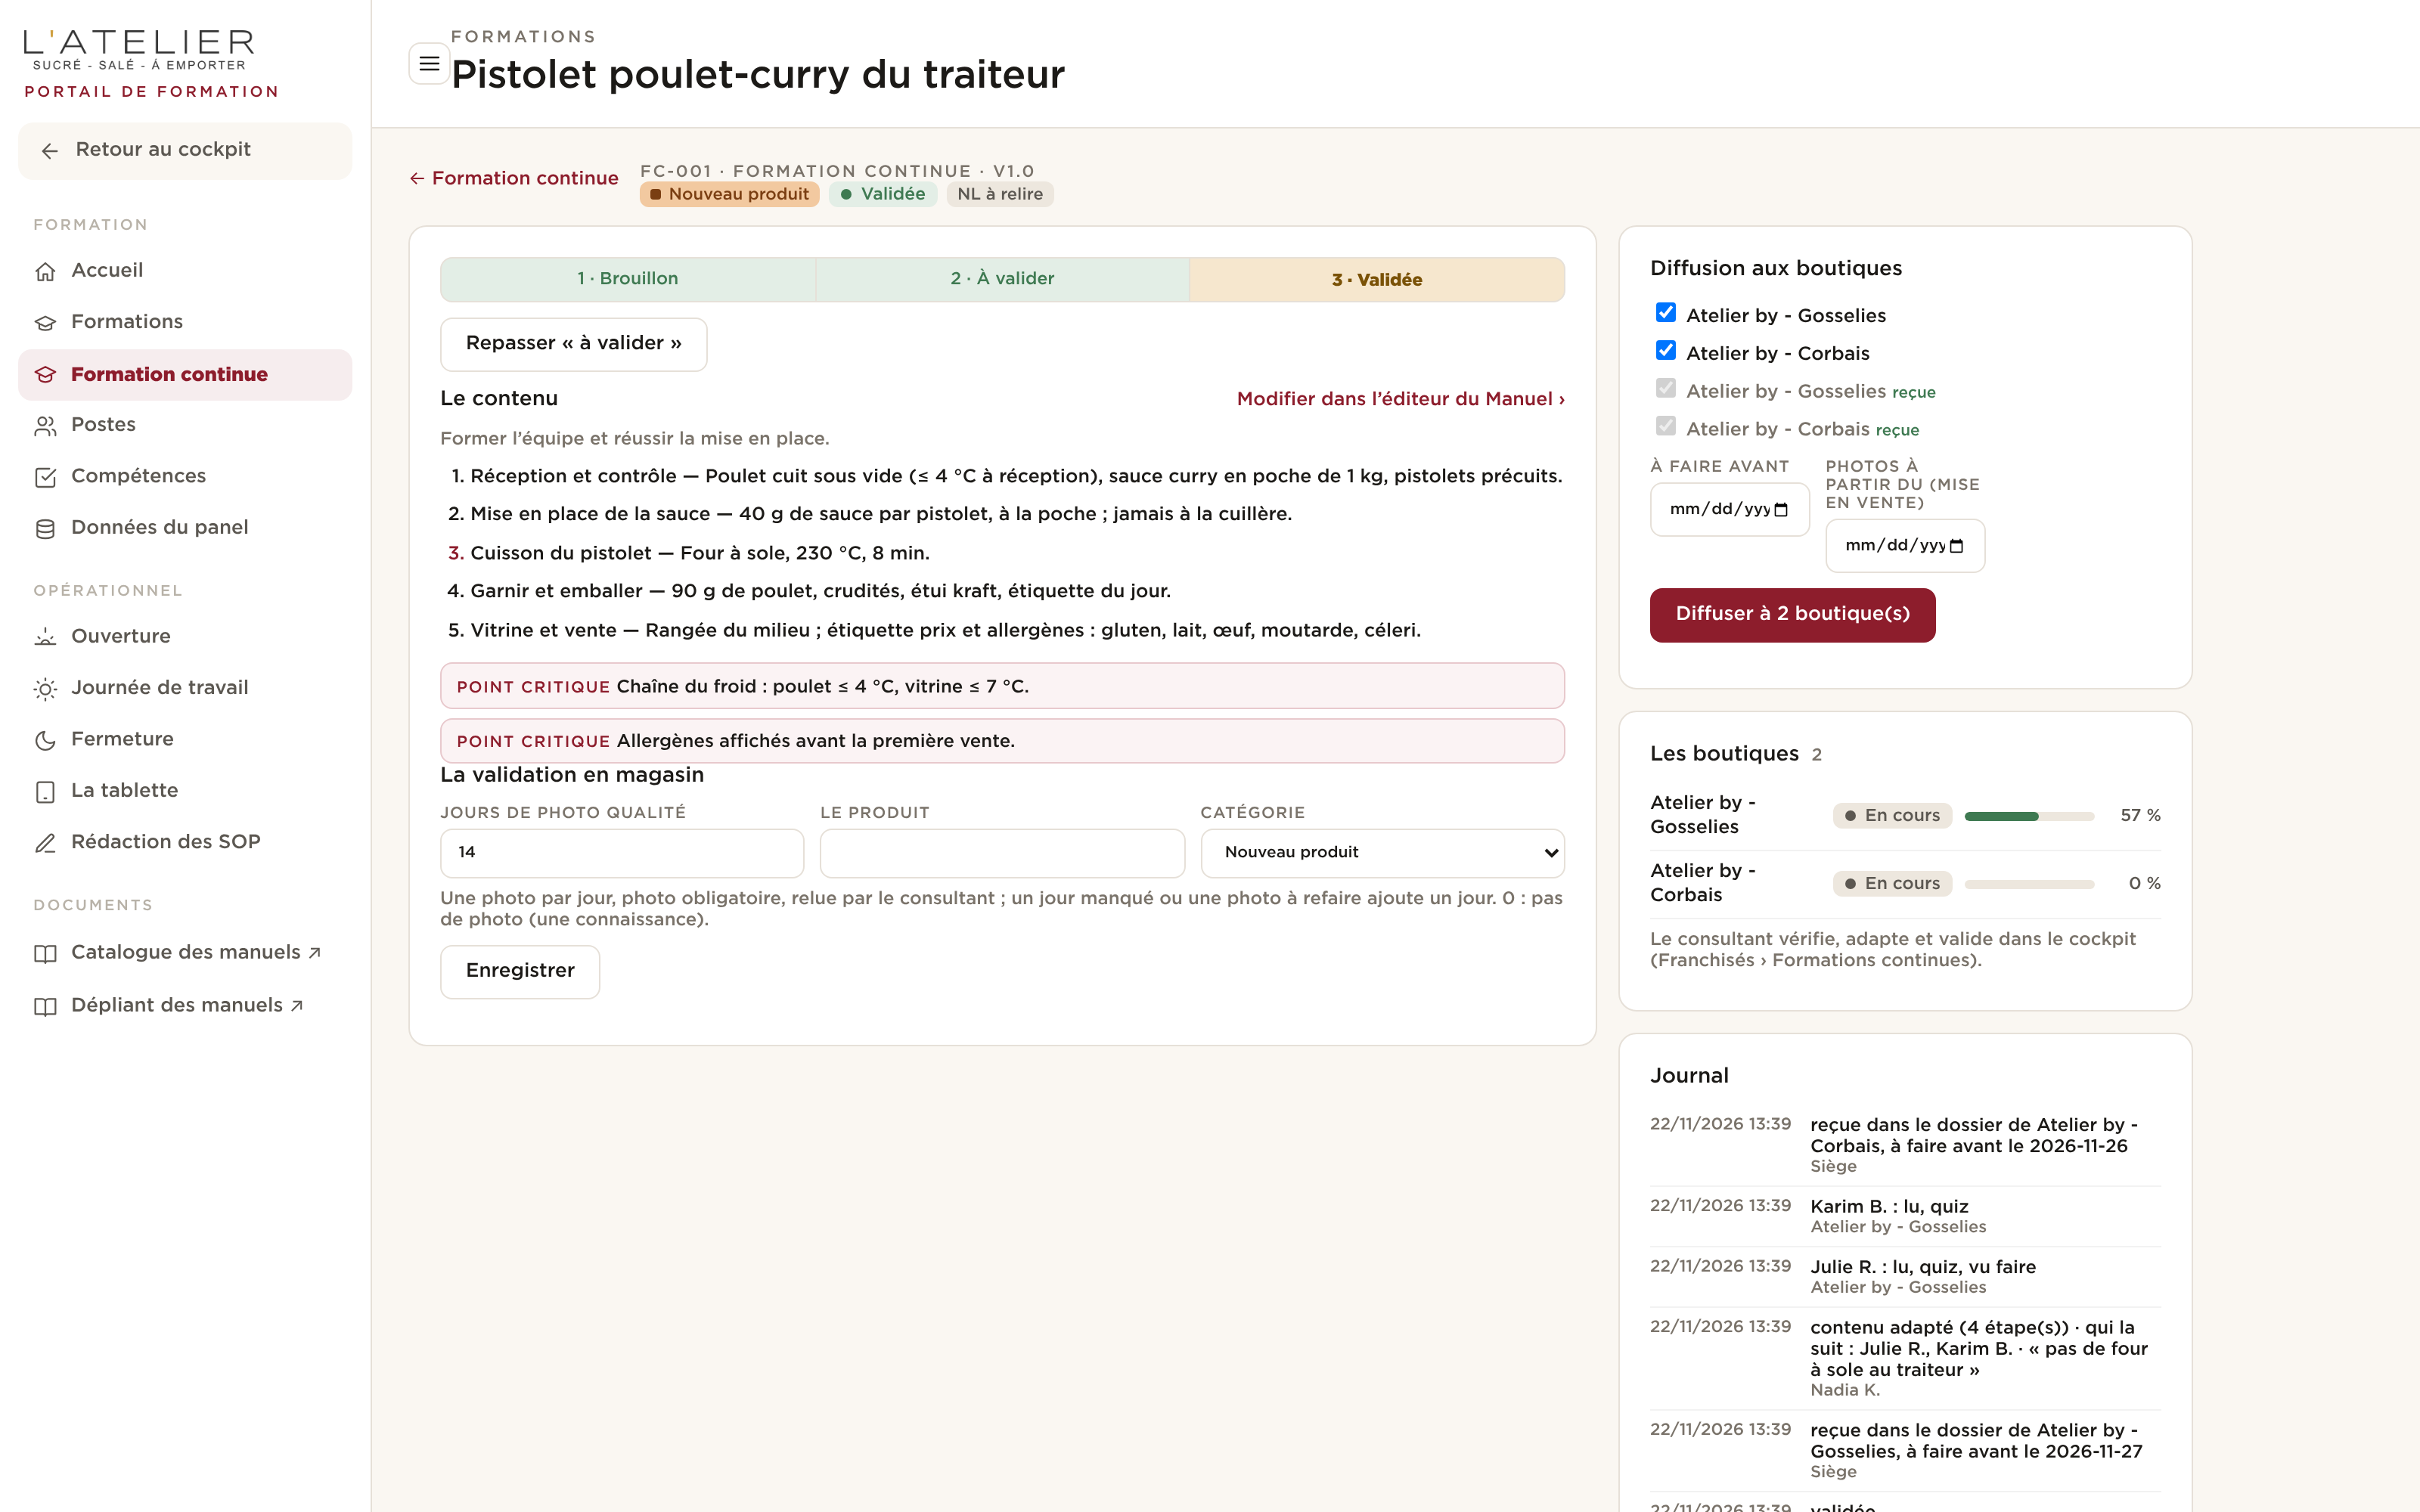 L'ATELIER
SUCRÉ - SALÉ - À EMPORTER
PORTAIL DE FORMATION
Retour au cockpit
FORMATION
Accueil
Formations
Formation continue
Postes
Compétences
Données du panel
OPÉRATIONNEL
Ouverture
Journée de travail
Fermeture
La tablette
Rédaction des SOP
DOCUMENTS
Catalogue des manuels ↗
Dépliant des manuels ↗
FORMATIONS
Pistolet poulet-curry du traiteur
← Formation continue
FC-001 · FORMATION CONTINUE · V1.0
Nouveau produit
Validée
NL à relire
1 · Brouillon
2 · À valider
3 · Validée
Repasser « à valider »
Le contenu
Modifier dans l’éditeur du Manuel ›
Former l’équipe et réussir la mise en place.
1. Réception et contrôle — Poulet cuit sous vide (≤ 4 °C à réception), sauce curry en poche de 1 kg, pistolets précuits.
2. Mise en place de la sauce — 40 g de sauce par pistolet, à la poche ; jamais à la cuillère.
3. Cuisson du pistolet — Four à sole, 230 °C, 8 min.
4. Garnir et emballer — 90 g de poulet, crudités, étui kraft, étiquette du jour.
5. Vitrine et vente — Rangée du milieu ; étiquette prix et allergènes : gluten, lait, œuf, moutarde, céleri.
POINT CRITIQUE Chaîne du froid : poulet ≤ 4 °C, vitrine ≤ 7 °C.
POINT CRITIQUE Allergènes affichés avant la première vente.
La validation en magasin
JOURS DE PHOTO QUALITÉ
LE PRODUIT
CATÉGORIE
14
Nouveau produit
Une photo par jour, photo obligatoire, relue par le consultant ; un jour manqué ou une photo à refaire ajoute un jour. 0 : pas
de photo (une connaissance).
Enregistrer
Diffusion aux boutiques
Atelier by - Gosselies
Atelier by - Corbais
Atelier by - Gosselies reçue
Atelier by - Corbais reçue
À FAIRE AVANT
PHOTOS À
PARTIR DU (MISE
EN VENTE)
mm/dd/yyy
mm/dd/yyy
Diffuser à 2 boutique(s)
Les boutiques 2
Atelier by -
Gosselies
En cours
57 %
Atelier by -
Corbais
En cours
0 %
Le consultant vérifie, adapte et valide dans le cockpit
(Franchisés › Formations continues).
Journal
22/11/2026 13:39
reçue dans le dossier de Atelier by -
Corbais, à faire avant le 2026-11-26
Siège
22/11/2026 13:39
Karim B. : lu, quiz
Atelier by - Gosselies
22/11/2026 13:39
Julie R. : lu, quiz, vu faire
Atelier by - Gosselies
22/11/2026 13:39
contenu adapté (4 étape(s)) · qui la
suit : Julie R., Karim B. · « pas de four
à sole au traiteur »
Nadia K.
22/11/2026 13:39
reçue dans le dossier de Atelier by -
Gosselies, à faire avant le 2026-11-27
Siège
22/11/2026 13:39
validée